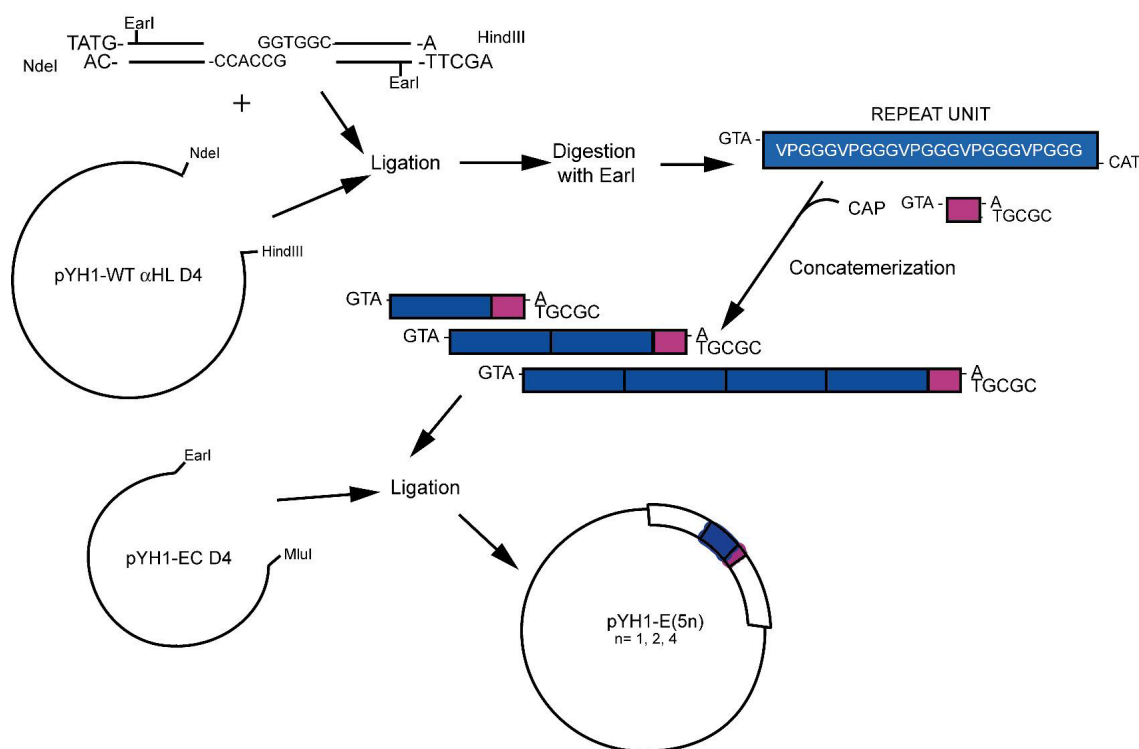 EarI
TATG-
GGTGGC
-A
HindIII
NdeI
AC-
-CCACCG
-TTCGA
EarI
+
NdeI
HindIII
pYH1-WT αHL D4
Ligation
Digestion
with EarI
REPEAT UNIT
GTA-
VPGGGVPGGGVPGGGVPGGGVPGGG
-CAT
CAP
GTA-
-A
TGCGC
Concatemerization
GTA-
-A
TGCGC
GTA-
-A
TGCGC
GTA-
-A
TGCGC
EarI
MluI
pYH1-EC D4
Ligation
pYH1-E(5n)
n= 1, 2, 4